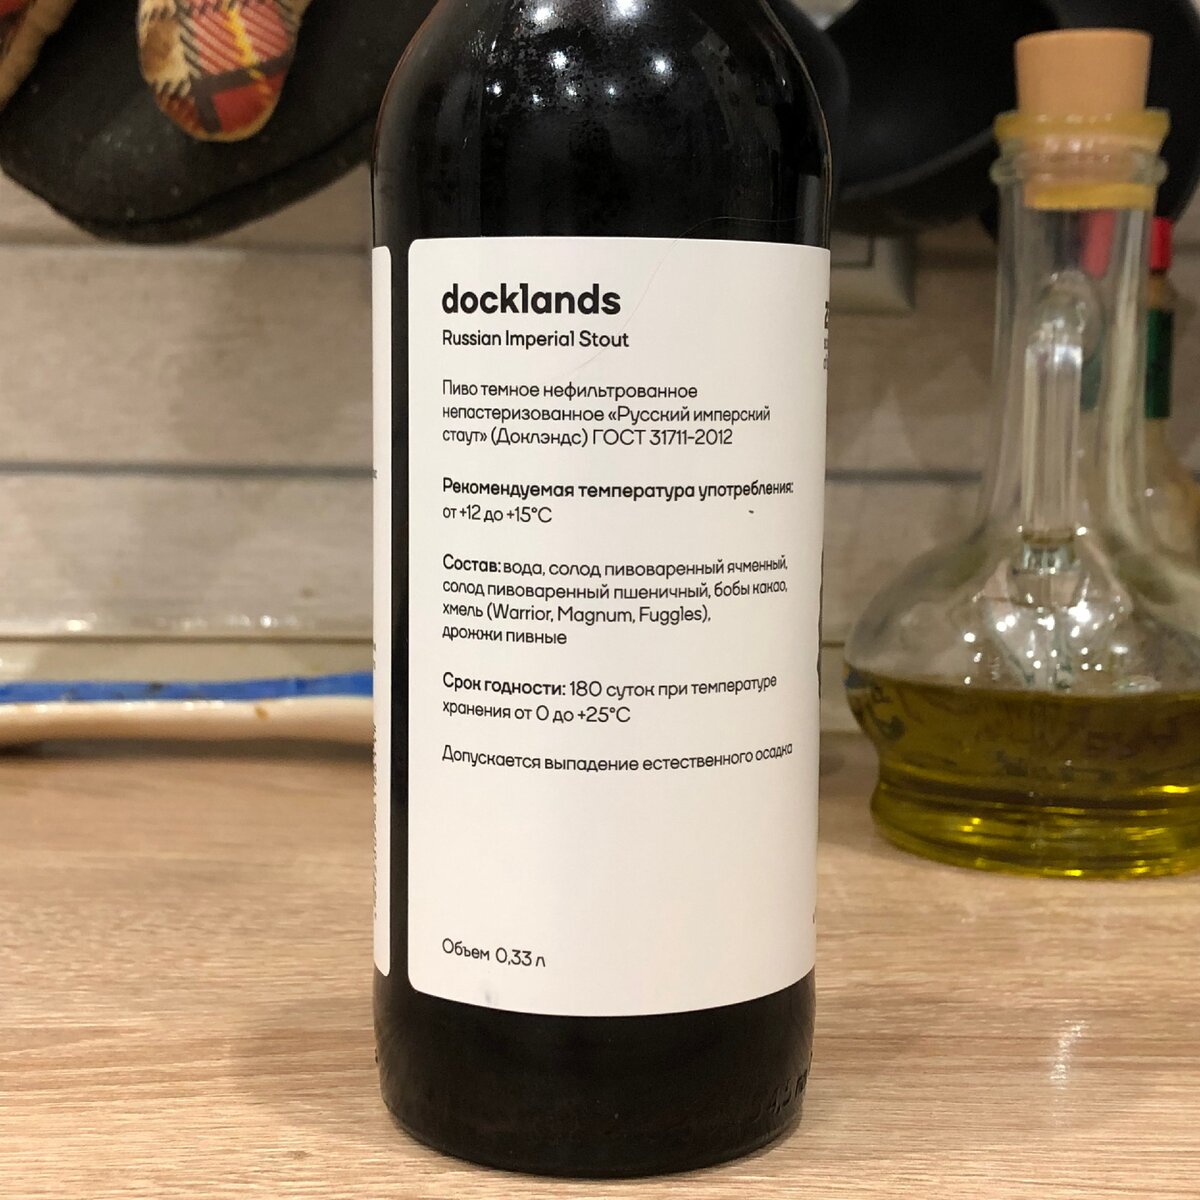 docklands
Russian Imperial Stout
Пиво темное нефильтрованное
непастеризованное «Русский имперский
стаут» (Доклэндс) ГОСТ 31711-2012
Рекомендуемая температура употребления:
от +12 до +15°C
Состав: вода, солод пивоваренный ячменный,
солод пивоваренный пшеничный, бобы какао,
хмель (Warrior, Magnum, Fuggles),
дрожжи пивные
Срок годности: 180 суток при температуре
хранения от 0 до +25°C
Допускается выпадение естественного осадка
Объем 0,33 л